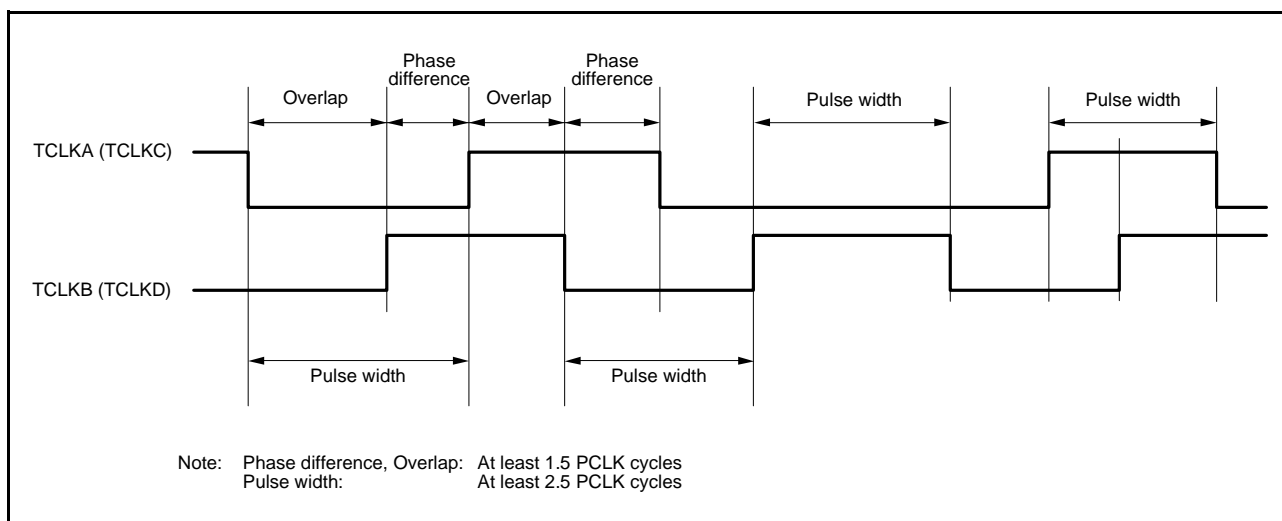 Phase
difference
Phase
difference
Overlap
Overlap
Pulse width
Pulse width
TCLKA (TCLKC)
TCLKB (TCLKD)
Pulse width
Pulse width
Note: Phase difference, Overlap: At least 1.5 PCLK cycles
Pulse width: At least 2.5 PCLK cycles